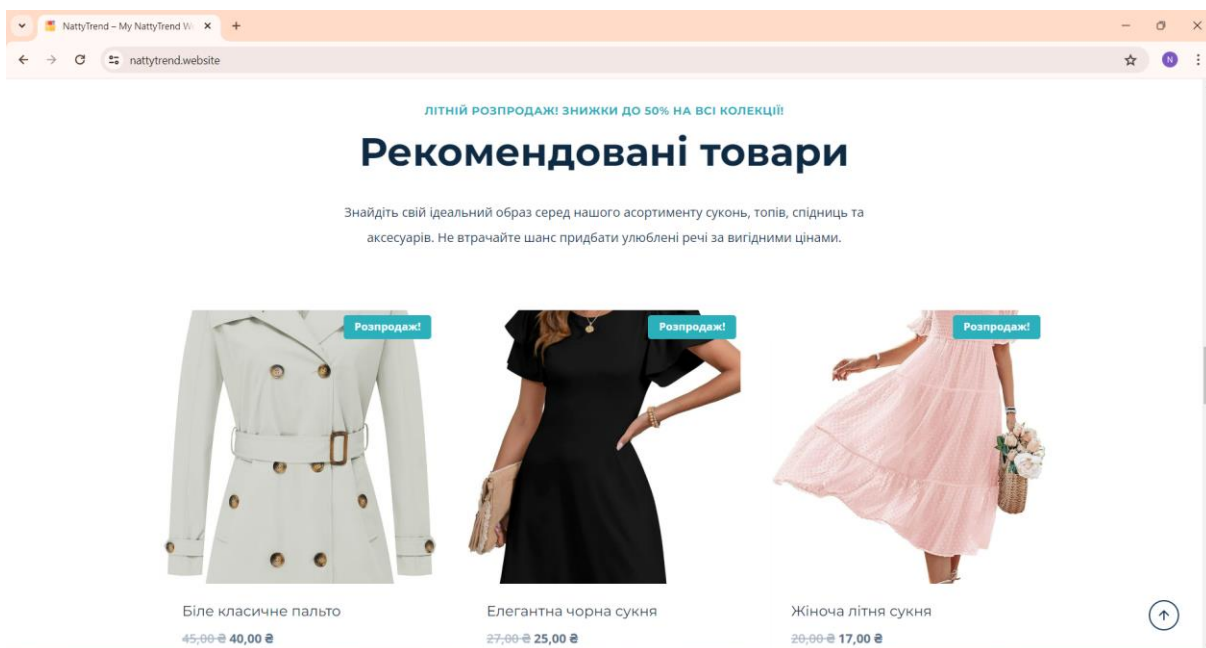 NattyTrend – My NattyTrend W
nattytrend.website
N
ЛІТНІЙ РОЗПРОДАЖ! ЗНИЖКИ ДО 50% НА ВСІ КОЛЕКЦІЇ!
Рекомендовані товари
Знайдіть свій ідеальний образ серед нашого асортименту суконь, топів, спідниць та
аксесуарів. Не втрачайте шанс придбати улюблені речі за вигідними цінами.
Розпродаж! Розпродаж! Розпродаж!
Біле класичне пальто Елегантна чорна сукня Жіноча літня сукня
45,00 ₴ 40,00 ₴ 27,00 ₴ 25,00 ₴ 20,00 ₴ 17,00 ₴